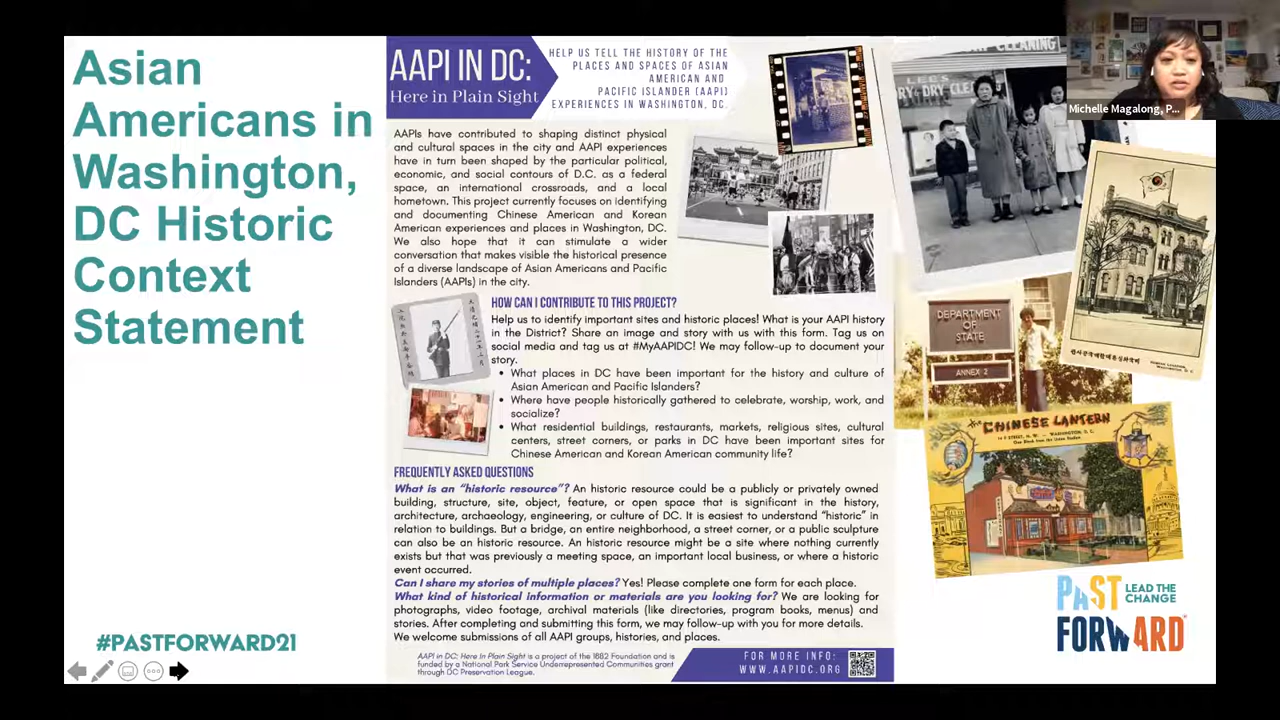 Asian
Americans in
Washington,
DC Historic
Context
Statement
#PASTFORWARD21
AAPI IN DC:
Here in Plain Sight
HELP US TELL THE HISTORY OF THE
PLACES AND SPACES OF ASIAN
AMERICAN AND
PACIFIC ISLANDER (AAPI)
EXPERIENCES IN WASHINGTON, DC.
AAPIs have contributed to shaping distinct physical
and cultural spaces in the city and AAPI experiences
have in turn been shaped by the particular political,
economic, and social contours of D.C. as a federal
space, an international crossroads, and a local
hometown. This project currently focuses on identifying
and documenting Chinese American and Korean
American experiences and places in Washington, DC.
We also hope that it can stimulate a wider
conversation that makes visible the historical presence
of a diverse landscape of Asian Americans and Pacific
Islanders (AAPIs) in the city.
HOW CAN I CONTRIBUTE TO THIS PROJECT?
Help us to identify important sites and historic places! What is your AAPI history
in the District? Share an image and story with us with this form. Tag us on
social media and tag us at #MyAAPIDC! We may follow-up to document your
story.
• What places in DC have been important for the history and culture of
Asian American and Pacific Islanders?
• Where have people historically gathered to celebrate, worship, work, and
socialize?
• What residential buildings, restaurants, markets, religious sites, cultural
centers, street corners, or parks in DC have been important sites for
Chinese American and Korean American community life?
FREQUENTLY ASKED QUESTIONS
What is an "historic resource"? An historic resource could be a publicly or privately owned
building, structure, site, object, feature, or open space that is significant in the history,
architecture, archaeology, engineering, or culture of DC. It is easiest to understand "historic" in
relation to buildings. But a bridge, an entire neighborhood, a street corner, or a public sculpture
can also be an historic resource. An historic resource might be a site where nothing currently
exists but that was previously a meeting space, an important local business, or where a historic
event occurred.
Can I share my stories of multiple places? Yes! Please complete one form for each place.
What kind of historical information or materials are you looking for? We are looking for
photographs, video footage, archival materials (like directories, program books, menus) and
stories. After completing and submitting this form, we may follow-up with you for more details.
We welcome submissions of all AAPI groups, histories, and places.
AAPI in DC: Here In Plain Sight is a project of the 1882 Foundation and is
funded by a National Park Service Underrepresented Communities grant
through DC Preservation League.
FOR MORE INFO:
WWW.AAPIDC.ORG
DRY CLEANING
LEE'S
DRY CLE
DEPARTMENT
OF
STATE
ANNEX 2
The CHINESE LANTERN
PAST LEAD THE
CHANGE
FORWARD
Michelle Magalong, P...